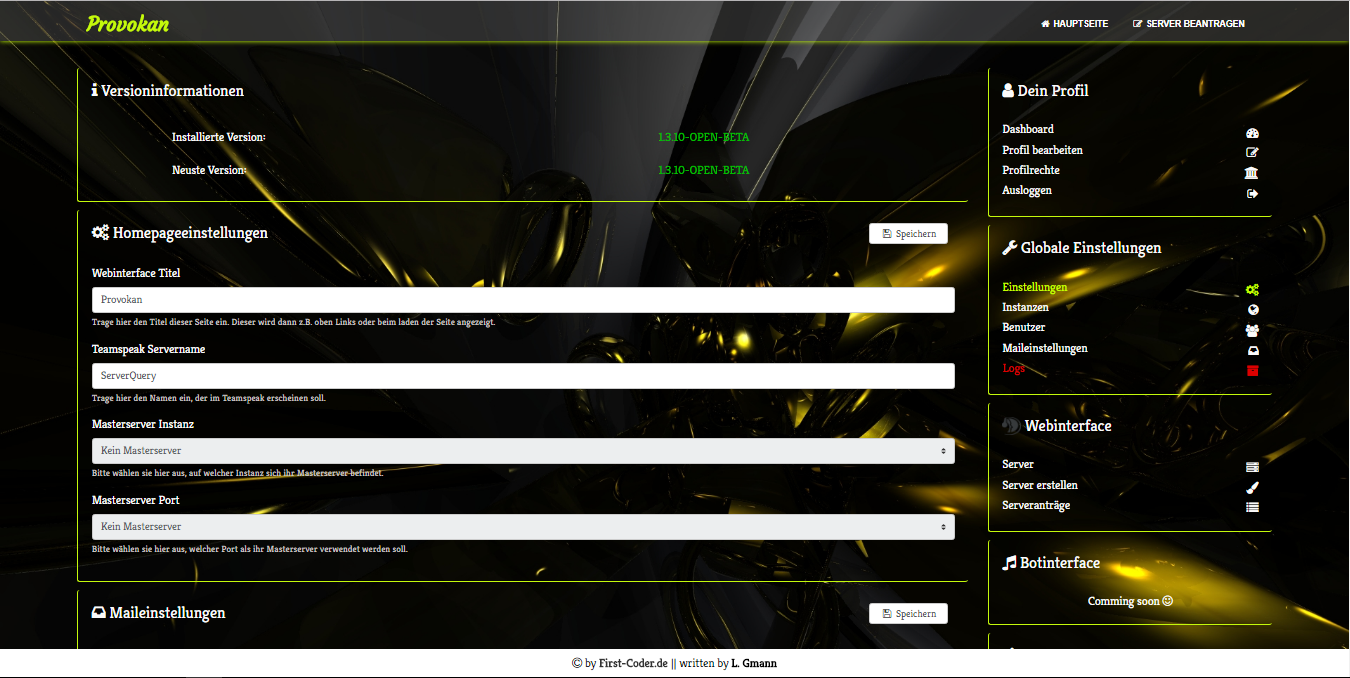 Provokan
HAUPTSEITE
SERVER BEANTRAGEN
Versioninformationen
Installierte Version:
1.3.10-OPEN-BETA
Neuste Version:
1.3.10-OPEN-BETA
Homepageeinstellungen
Speichern
Webinterface Titel
Provokan
Trage hier den Titel dieser Seite ein. Dieser wird dann z.B. oben Links oder beim laden der Seite angezeigt.
Teamspeak Servername
ServerQuery
Trage hier den Namen ein, der im Teamspeak erscheinen soll.
Masterserver Instanz
Kein Masterserver
Bitte wählen sie hier aus, auf welcher Instanz sich ihr Masterserver befindet.
Masterserver Port
Kein Masterserver
Bitte wählen sie hier aus, welcher Port als ihr Masterserver verwendet werden soll.
Maileinstellungen
Speichern
Dein Profil
Dashboard
Profil bearbeiten
Profilrechte
Ausloggen
Globale Einstellungen
Einstellungen
Instanzen
Benutzer
Maileinstellungen
Logs
Webinterface
Server
Server erstellen
Serveranträge
Botinterface
Comming soon
© by First-Coder.de || written by L. Gmann